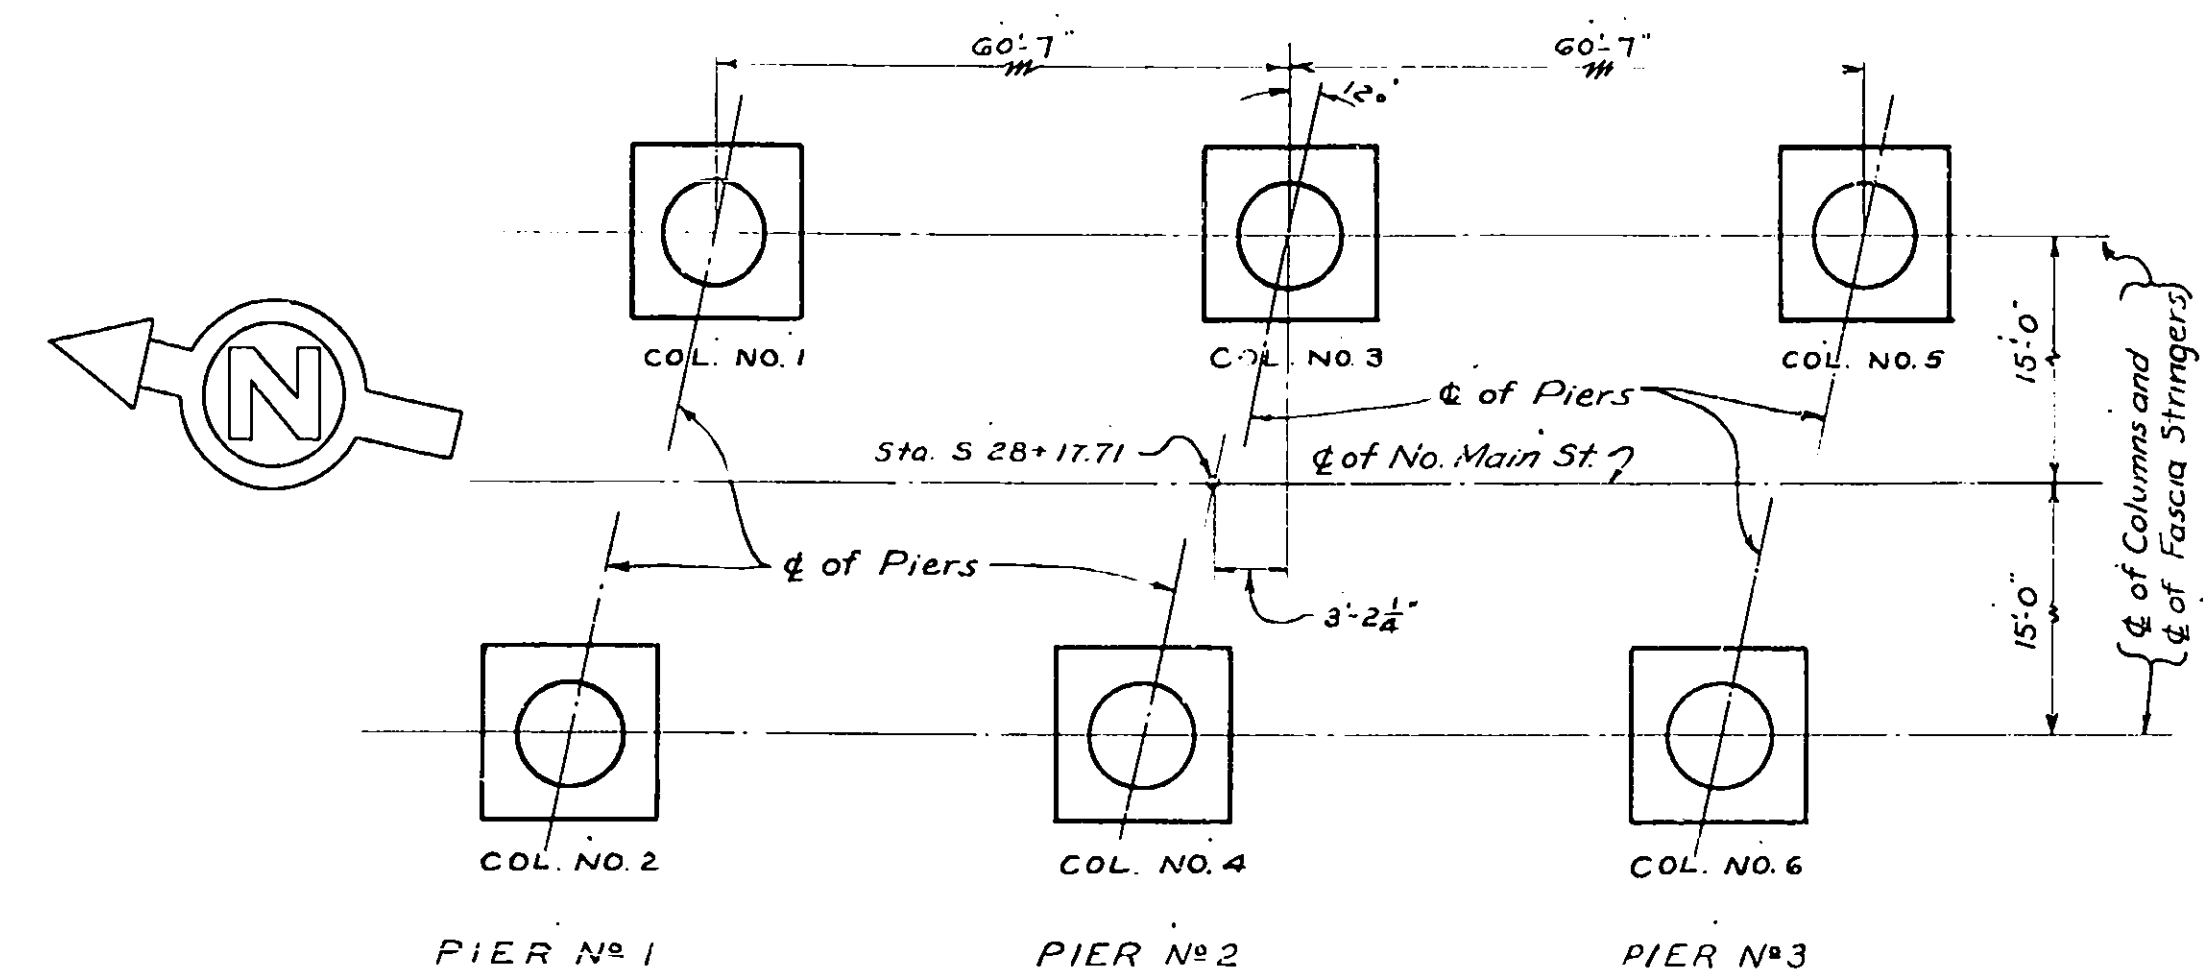 60'-7"
60'-7"
12°
N
COL. NO. 1
COL. NO. 3
COL. NO. 5
15'-0"
℄ of Piers
Sta. S 28+17.71
℄ of No. Main St.
℄ of Piers
3'-2¼"
15'-0"
℄ of Columns and
℄ of Fascia Stringers
COL. NO. 2
COL. NO. 4
COL. NO. 6
PIER Nº 1
PIER Nº 2
PIER Nº 3